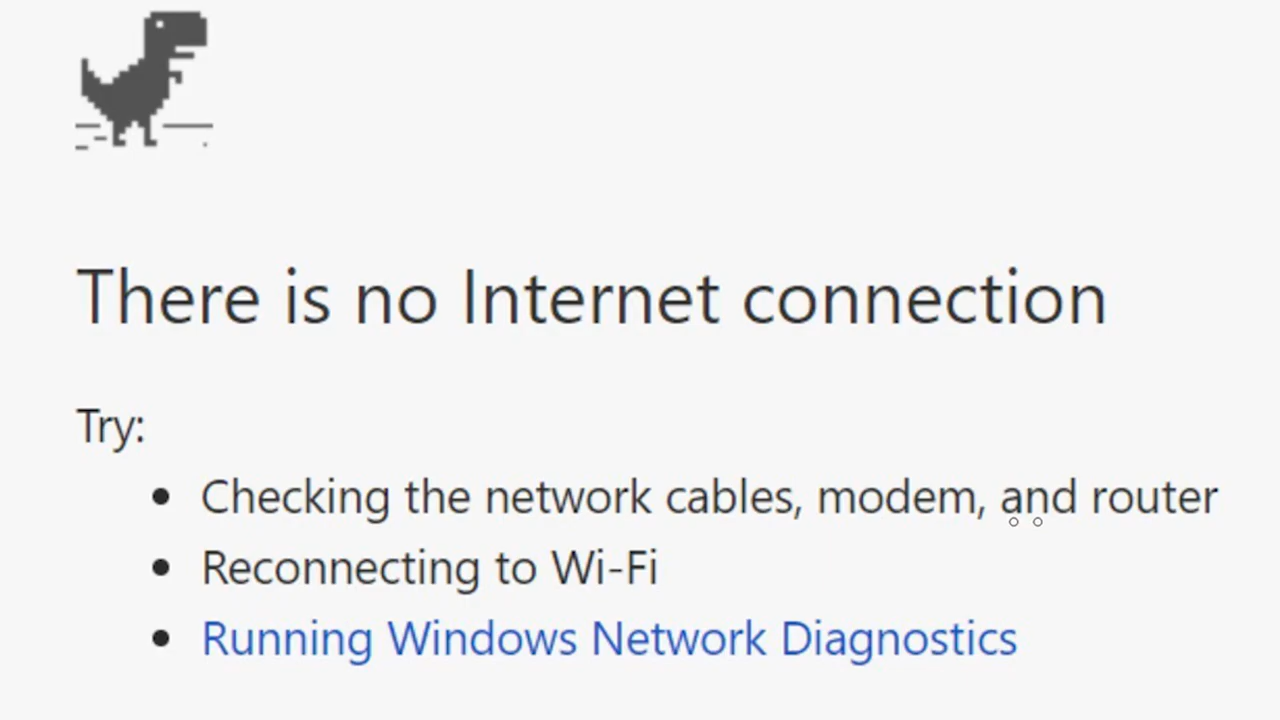 There is no Internet connection
Try:
Checking the network cables, modem, and router
Reconnecting to Wi-Fi
Running Windows Network Diagnostics